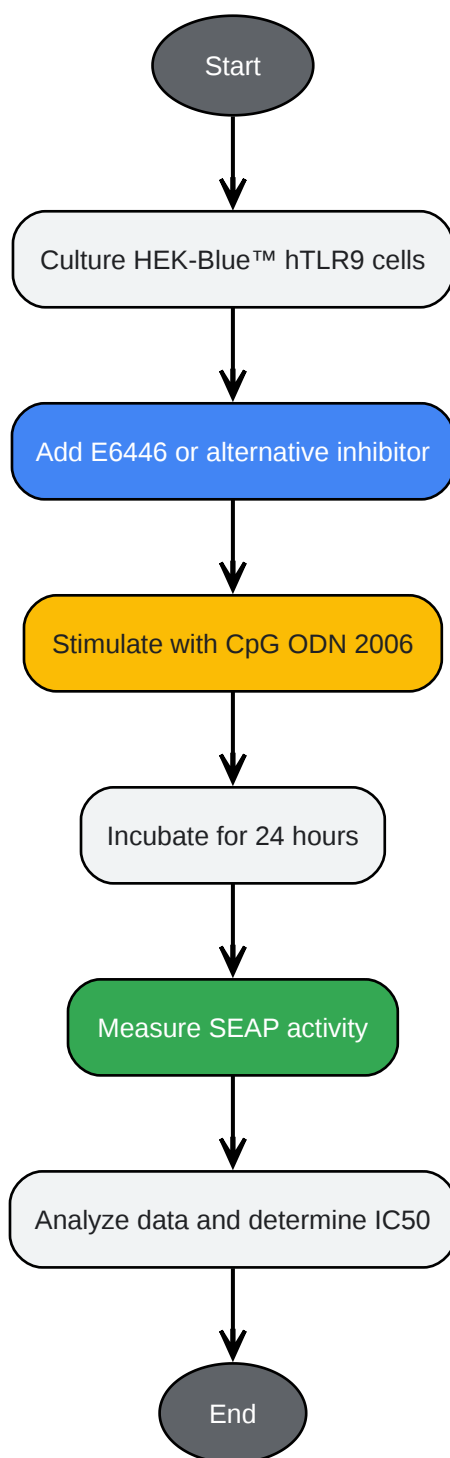 Start
Culture HEK-Blue™ hTLR9 cells
Add E6446 or alternative inhibitor
Stimulate with CpG ODN 2006
Incubate for 24 hours
Measure SEAP activity
Analyze data and determine IC50
End